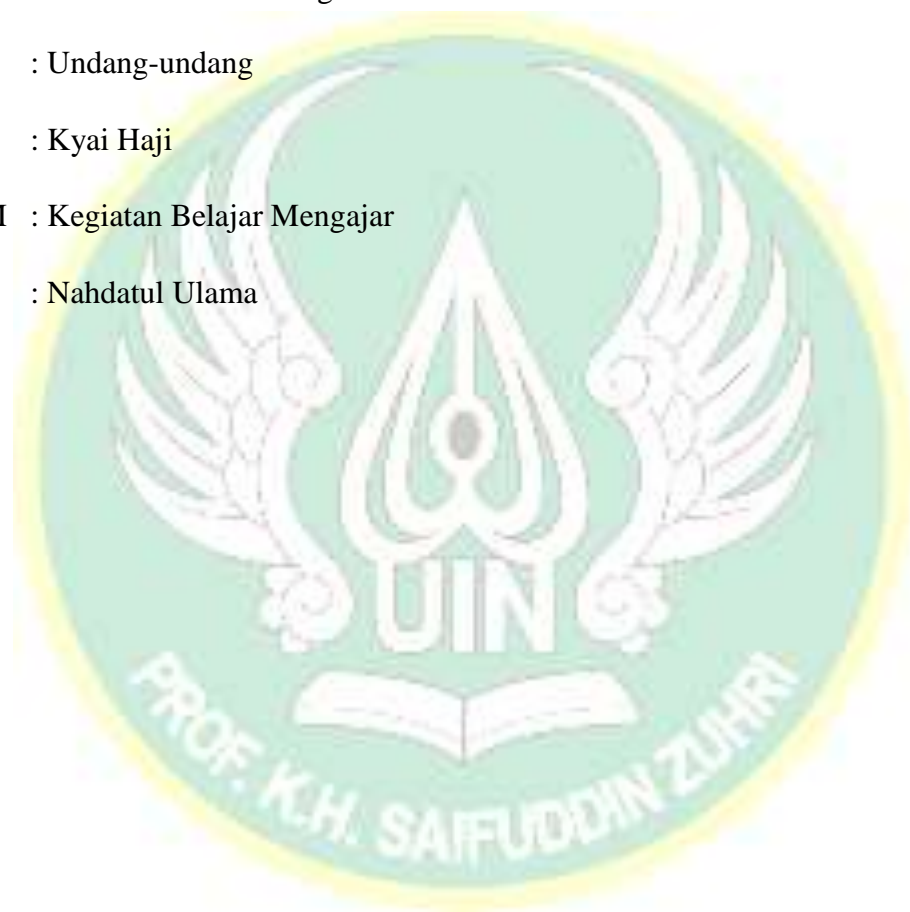 : Undang-undang
: Kyai Haji
: Kegiatan Belajar Mengajar
: Nahdatul Ulama
UIN
PROF. K.H. SAIFUDDIN ZUHRI